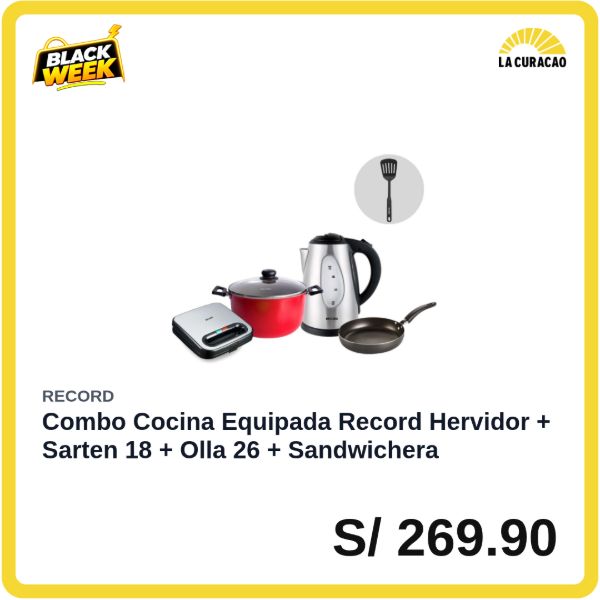 BLACK
WEEK
LA CURACAO
RECORD
Combo Cocina Equipada Record Hervidor +
Sarten 18 + Olla 26 + Sandwichera
S/ 269.90